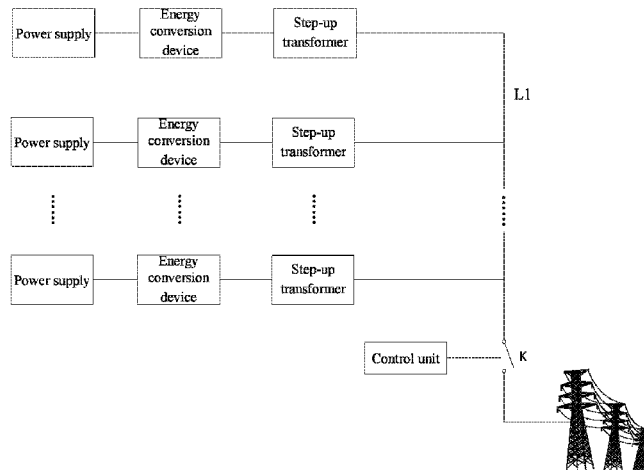 Power supply
Energy
conversion
device
Step-up
transformer
L1
Power supply
Energy
conversion
device
Step-up
transformer
Power supply
Energy
conversion
device
Step-up
transformer
Control unit
K